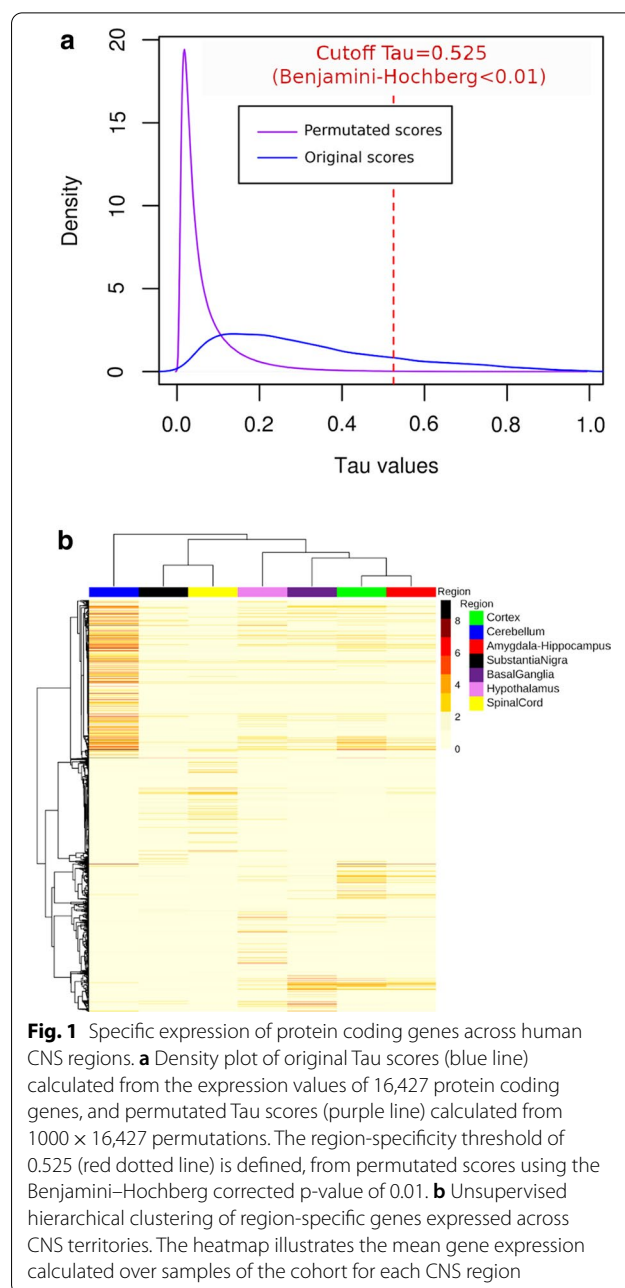 a
20
15
10
5
0
Density
Cutoff Tau=0.525
(Benjamini-Hochberg<0.01)
Permutated scores
Original scores
0.0 0.2 0.4 0.6 0.8 1.0
Tau values
b
Region
Region
8
6
4
2
0
Cortex
Cerebellum
Amygdala-Hippocampus
SubstantiaNigra
BasalGanglia
Hypothalamus
SpinalCord
Fig. 1 Specific expression of protein coding genes across human
CNS regions. a Density plot of original Tau scores (blue line)
calculated from the expression values of 16,427 protein coding
genes, and permutated Tau scores (purple line) calculated from
1000 × 16,427 permutations. The region-specificity threshold of
0.525 (red dotted line) is defined, from permutated scores using the
Benjamini–Hochberg corrected p-value of 0.01. b Unsupervised
hierarchical clustering of region-specific genes expressed across
CNS territories. The heatmap illustrates the mean gene expression
calculated over samples of the cohort for each CNS region